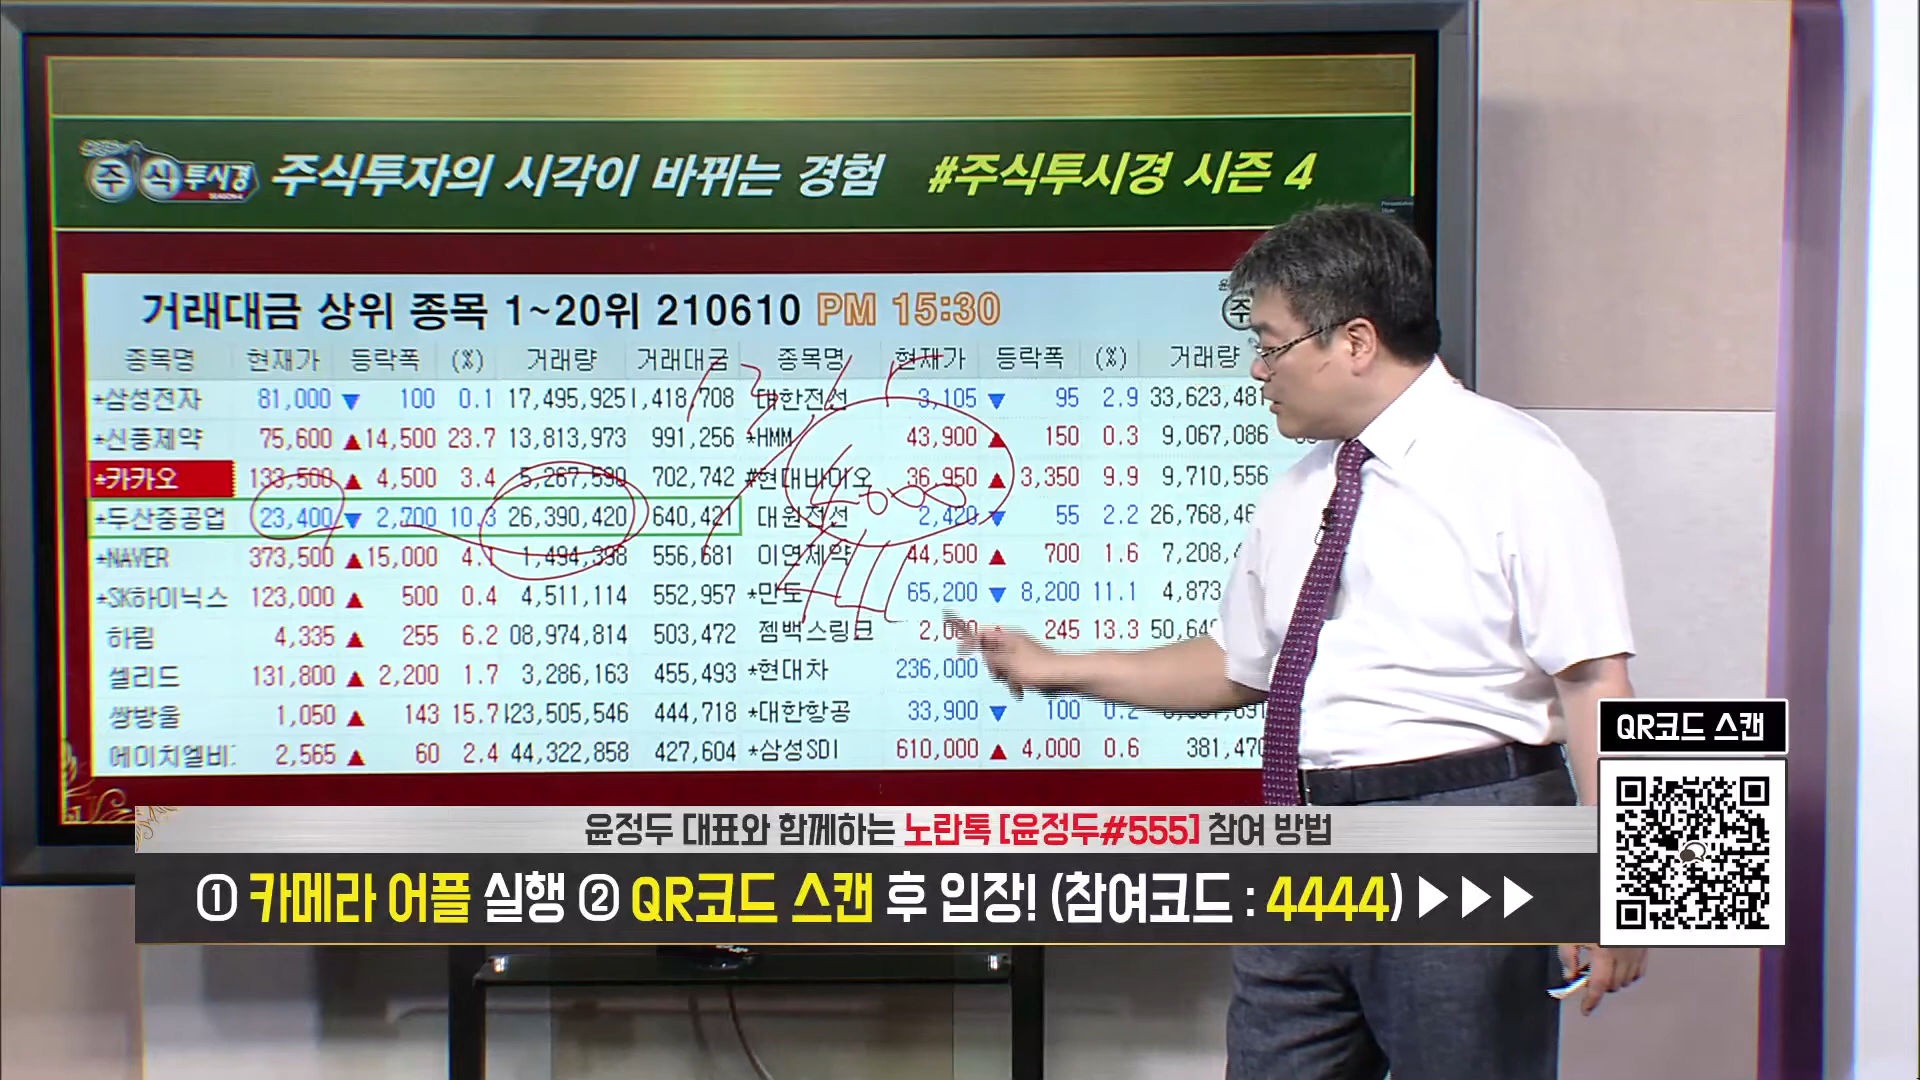 주식투시경 주식투자의 시각이 바뀌는 경험 #주식투시경 시즌 4
거래대금 상위 종목 1~20위 210610 PM 15:30
종목명 현재가 등락폭 (%) 거래량 거래대금 종목명 현재가 등락폭 (%) 거래량
*삼성전자 81,000 ▼ 100 0.1 17,495,925 1,418,708 대한전선 3,105 ▼ 95 2.9 33,623,481
*신풍제약 75,600 ▲ 14,500 23.7 13,813,973 991,256 *HMM 43,900 ▲ 150 0.3 9,067,086
*카카오 133,500 ▲ 4,500 3.4 5,267,590 702,742 #현대바이오 36,950 ▲ 3,350 9.9 9,710,556
*두산중공업 23,400 ▼ 2,700 10.3 26,390,420 640,421 대원전선 2,420 ▼ 55 2.2 26,768,46
*NAVER 373,500 ▲ 15,000 4.1 1,494,398 556,681 이연제약 44,500 ▲ 700 1.6 7,208,
*SK하이닉스 123,000 ▲ 500 0.4 4,511,114 552,957 *만도 65,200 ▼ 8,200 11.1 4,873
하림 4,335 ▲ 255 6.2 08,974,814 503,472 젬백스링크 245 13.3
셀리드 131,800 ▲ 2,200 1.7 3,286,163 455,493 *현대차 236,000
쌍방울 1,050 ▲ 143 15.7 123,505,546 444,718 *대한항공 33,900 ▼ 100 0.2
에이치엘비 2,565 ▲ 60 2.4 44,322,858 427,604 *삼성SDI 610,000 ▲ 4,000 0.6 381,470
4000
QR코드 스캔
윤정두 대표와 함께하는 노란톡 [윤정두#555] 참여 방법
① 카메라 어플 실행 ② QR코드 스캔 후 입장! (참여코드 : 4444) ▶▶▶